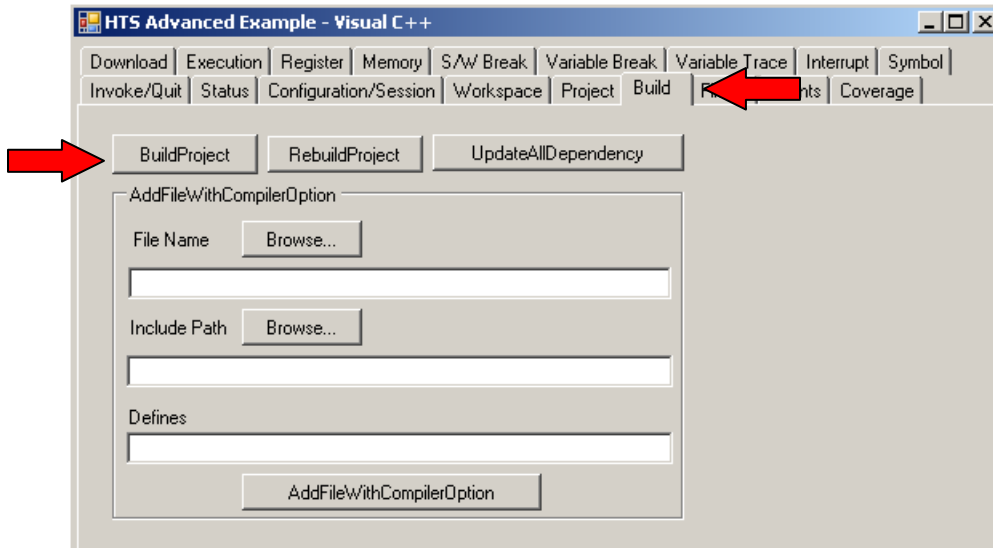 HTS Advanced Example - Visual C++
Download Execution Register Memory S/W Break Variable Break Variable Trace Interrupt Symbol
Invoke/Quit Status Configuration/Session Workspace Project Build Coverage
BuildProject RebuildProject UpdateAllDependency
AddFileWithCompilerOption
File Name Browse...
Include Path Browse...
Defines
AddFileWithCompilerOption